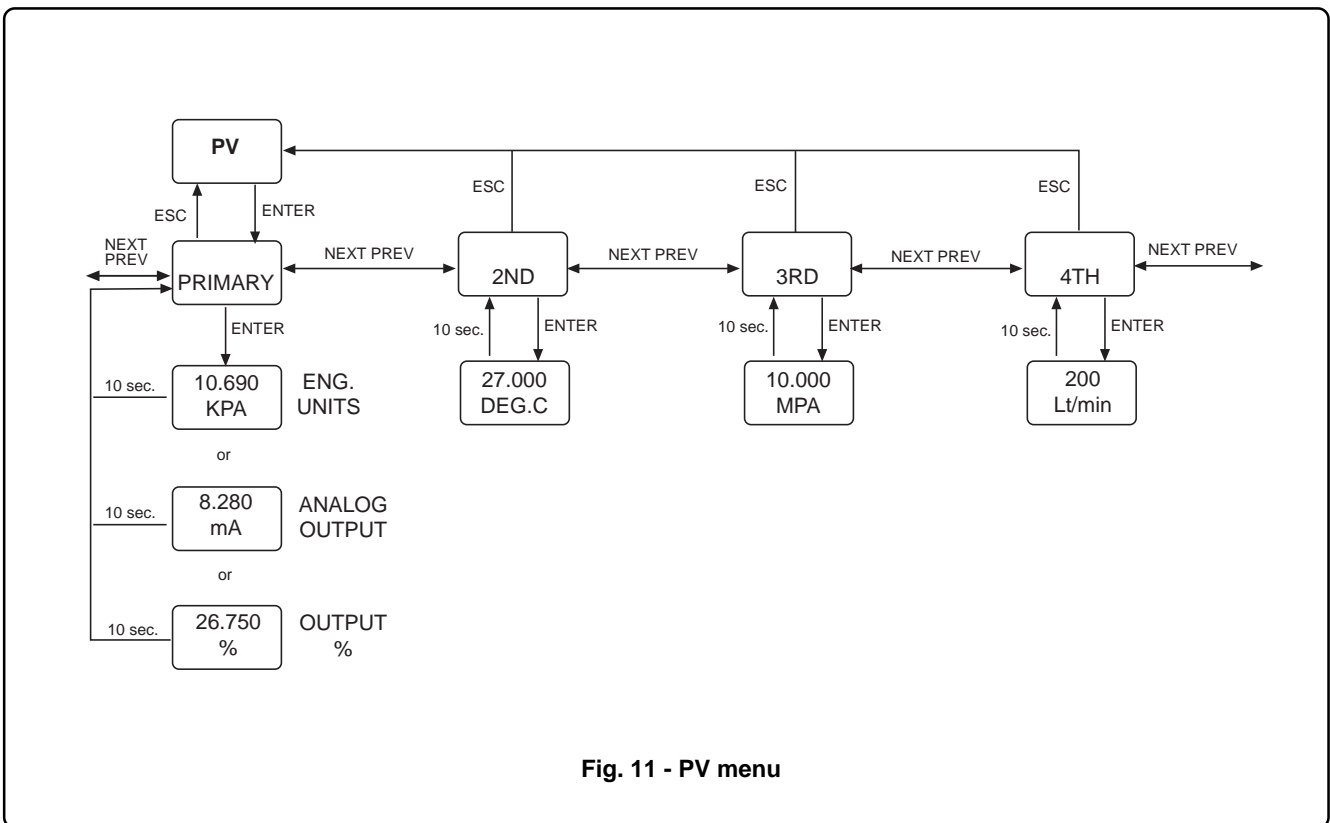 PV
ESC
ESC
ESC
ESC
ENTER
NEXT
PREV
PRIMARY
NEXT PREV
2ND
NEXT PREV
3RD
NEXT PREV
4TH
NEXT PREV
ENTER
10 sec.
ENTER
10 sec.
ENTER
10 sec.
ENTER
10 sec.
10.690
KPA
ENG.
UNITS
27.000
DEG.C
10.000
MPA
200
Lt/min
or
10 sec.
8.280
mA
ANALOG
OUTPUT
or
10 sec.
26.750
%
OUTPUT
%
Fig. 11 - PV menu